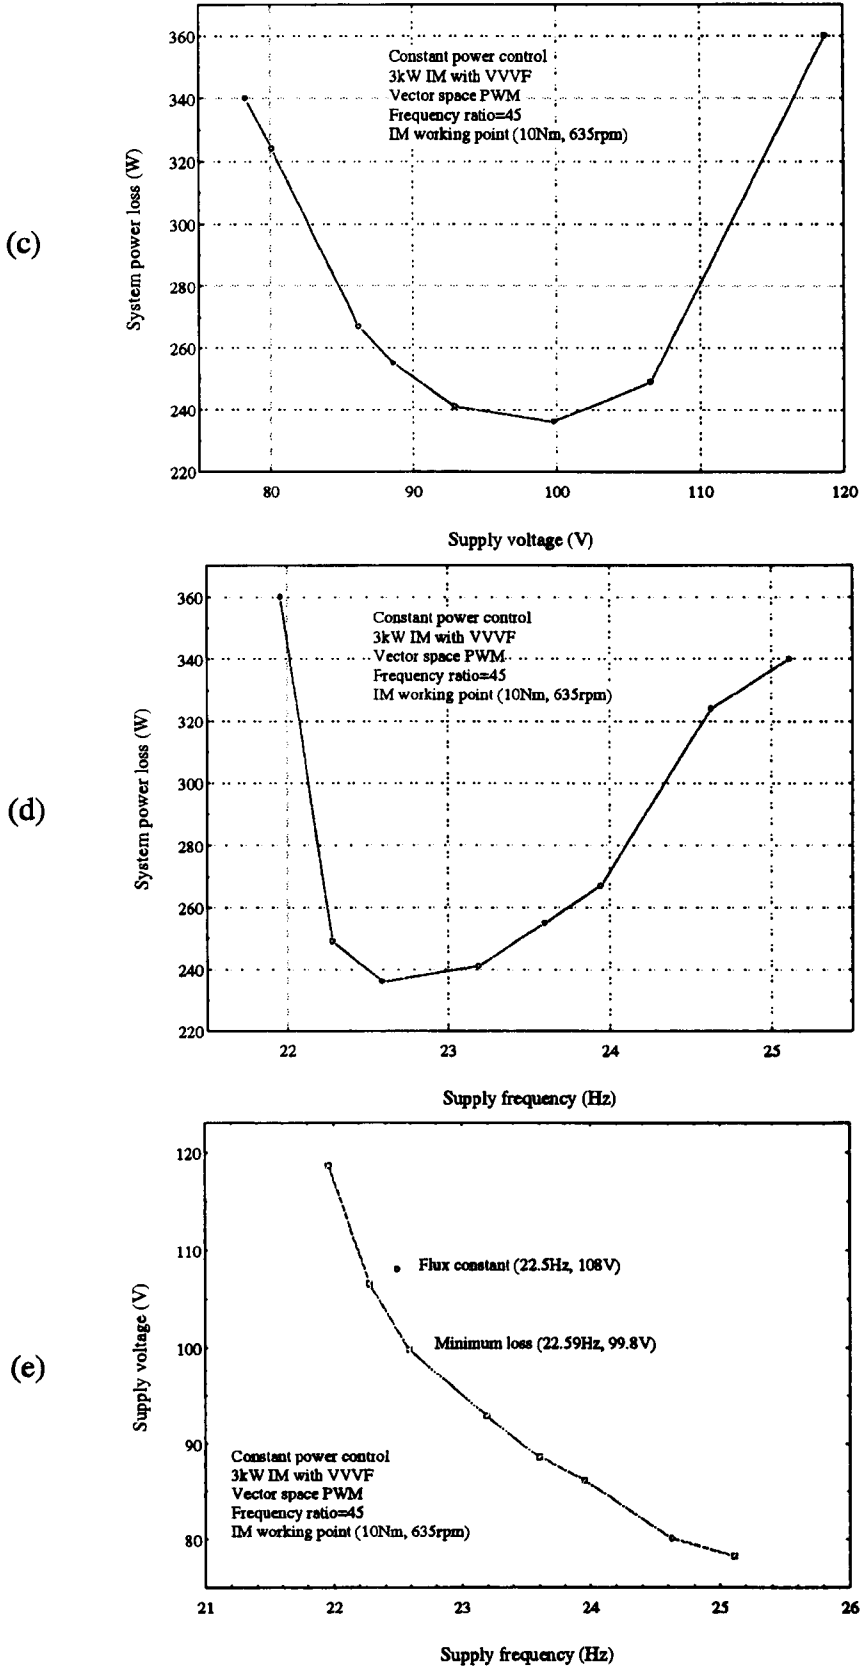 (c)
System power loss (W)
360
340
320
300
280
260
240
220
Constant power control
3kW IM with VVVF
Vector space PWM
Frequency ratio=45
IM working point (10Nm, 635rpm)
80 90 100 110 120
Supply voltage (V)
(d)
System power loss (W)
360
340
320
300
280
260
240
220
Constant power control
3kW IM with VVVF
Vector space PWM
Frequency ratio=45
IM working point (10Nm, 635rpm)
22 23 24 25
Supply frequency (Hz)
(e)
Supply voltage (V)
120
110
100
90
80
Flux constant (22.5Hz, 108V)
Minimum loss (22.59Hz, 99.8V)
Constant power control
3kW IM with VVVF
Vector space PWM
Frequency ratio=45
IM working point (10Nm, 635rpm)
21 22 23 24 25 26
Supply frequency (Hz)